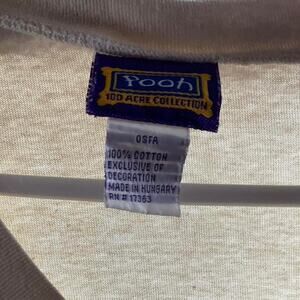 Pooh
100 ACRE COLLECTION
OSFA
100% COTTON
EXCLUSIVE OF
DECORATION
MADE IN HUNGARY
RN # 17363